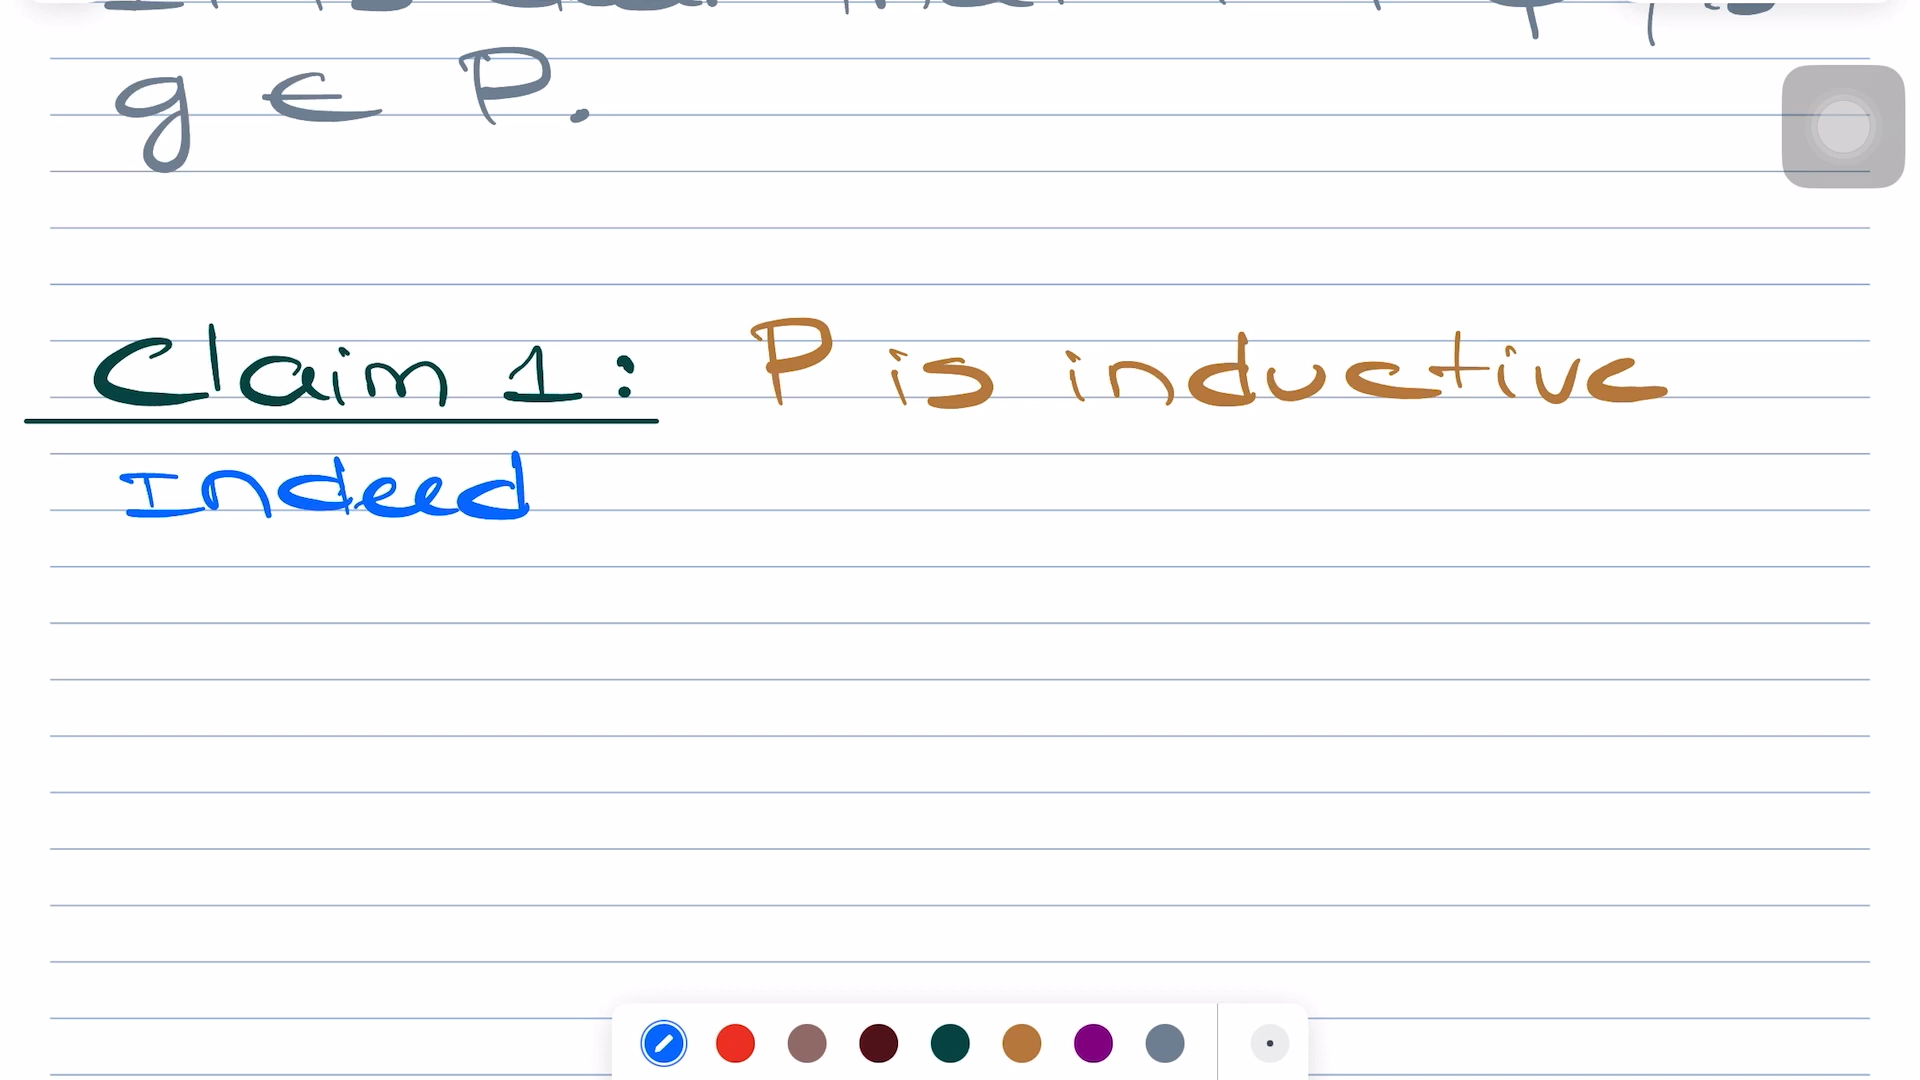 g ∈ P.
Claim 1: P is inductive
Indeed